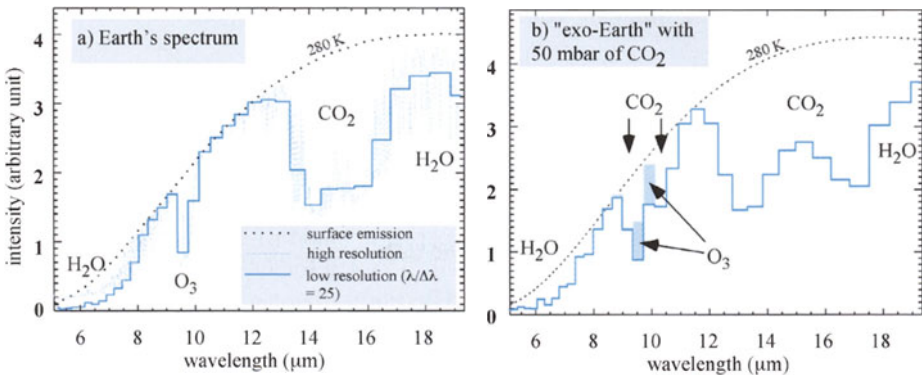 a) Earth's spectrum
280 K
CO2
H2O
H2O
O3
surface emission
high resolution
low resolution (λ/Δλ
= 25)
intensity (arbitrary unit)
0
1
2
3
4
6
8
10
12
14
16
18
wavelength (μm)
b) "exo-Earth" with
50 mbar of CO2
280 K
CO2
CO2
H2O
H2O
O3
0
1
2
3
4
6
8
10
12
14
16
18
wavelength (μm)